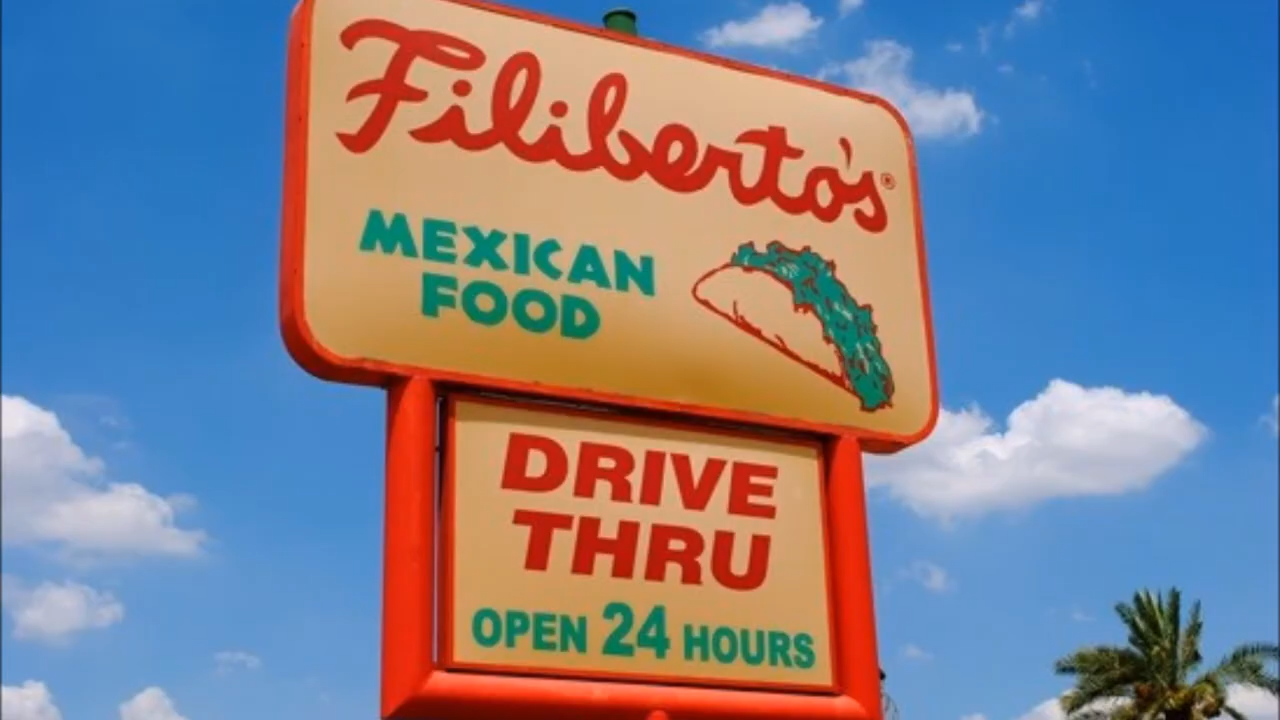 Filiberto's®
MEXICAN
FOOD
DRIVE
THRU
OPEN 24 HOURS